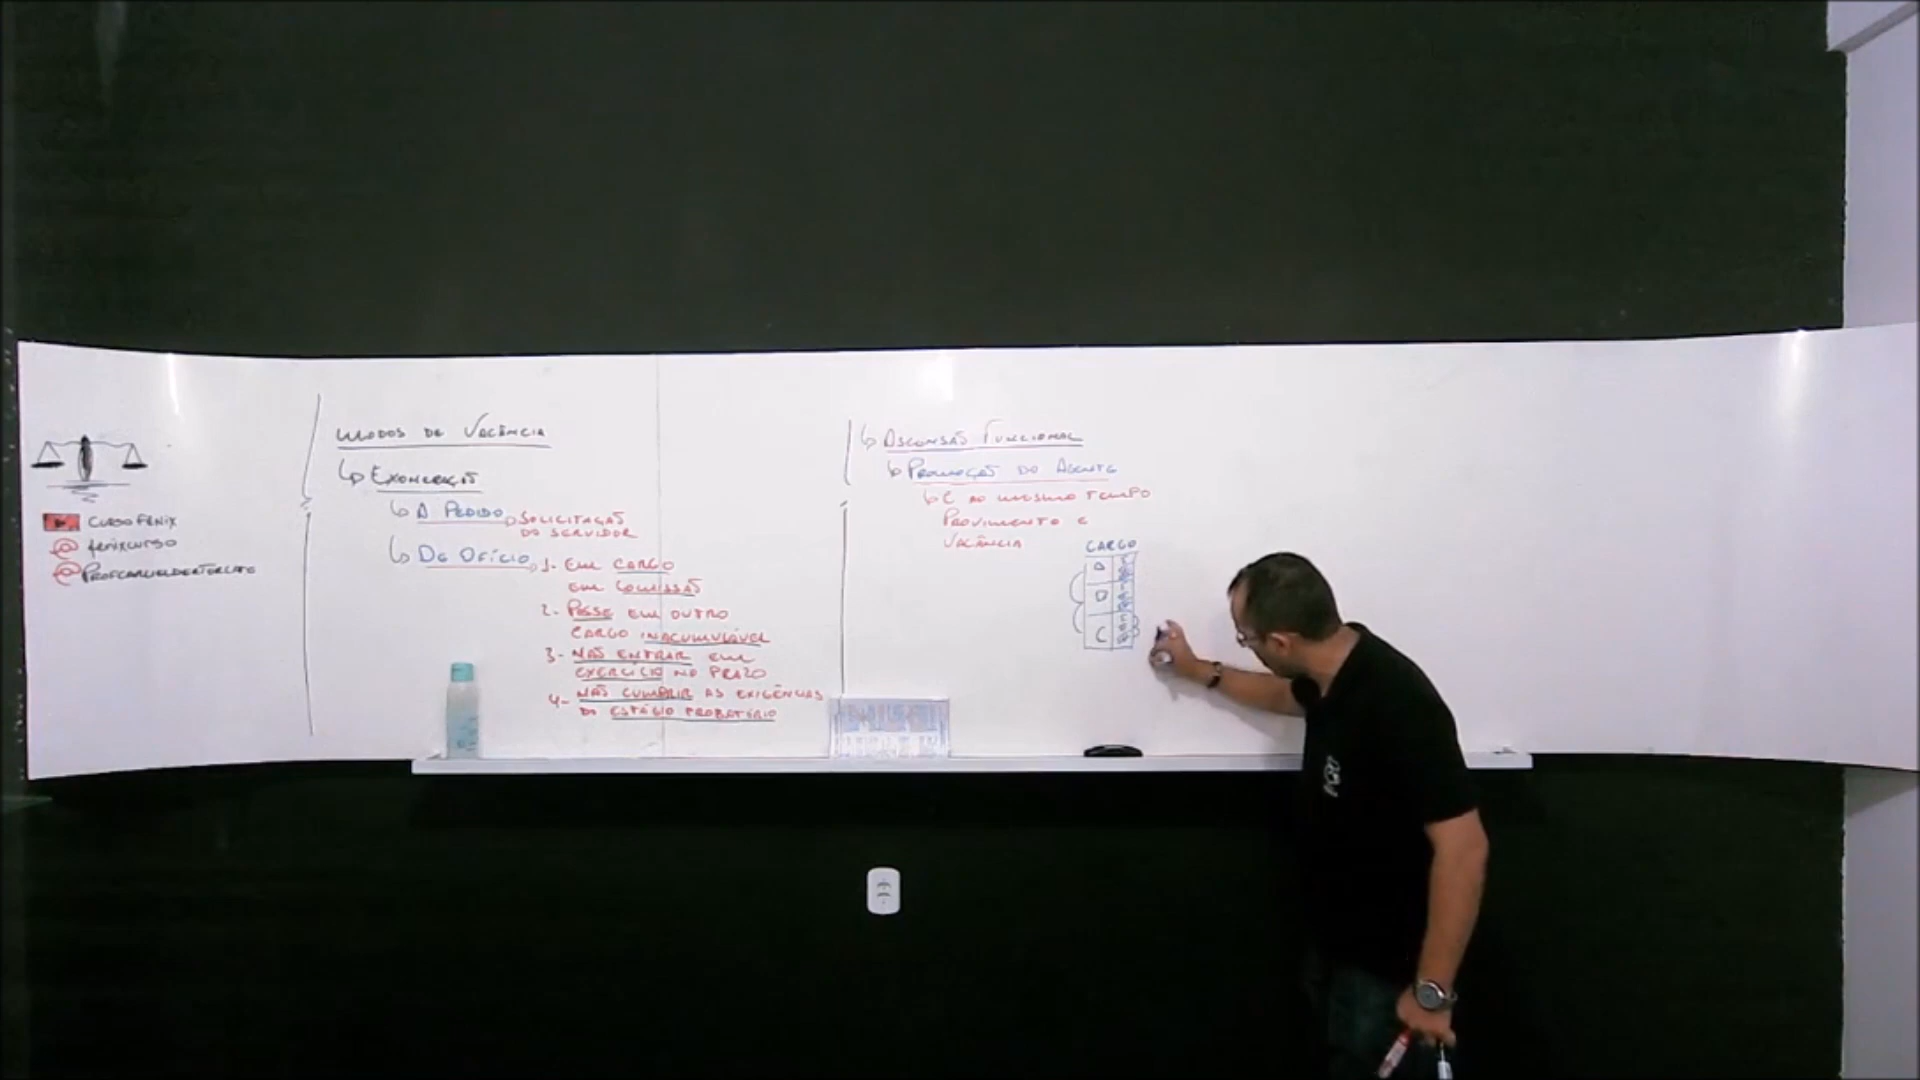 CURSO FENIX
fenixcurso
MODOS DE VACÂNCIA
EXONERAÇÃO
A PEDIDO
SOLICITAÇÃO
DO SERVIDOR
DE OFÍCIO
1- EM CARGO
EM COMISSÃO
2- POSSE EM OUTRO
CARGO INACUMULÁVEL
3- NÃO ENTRAR EM
EXERCÍCIO NO PRAZO
4- NÃO CUMPRIR AS EXIGÊNCIAS
DO ESTÁGIO PROBATÓRIO
ASCENSÃO FUNCIONAL
PROMOÇÃO DO AGENTE
É AO MESMO TEMPO
PROVIMENTO E
VACÂNCIA
CARGO
A
B
C